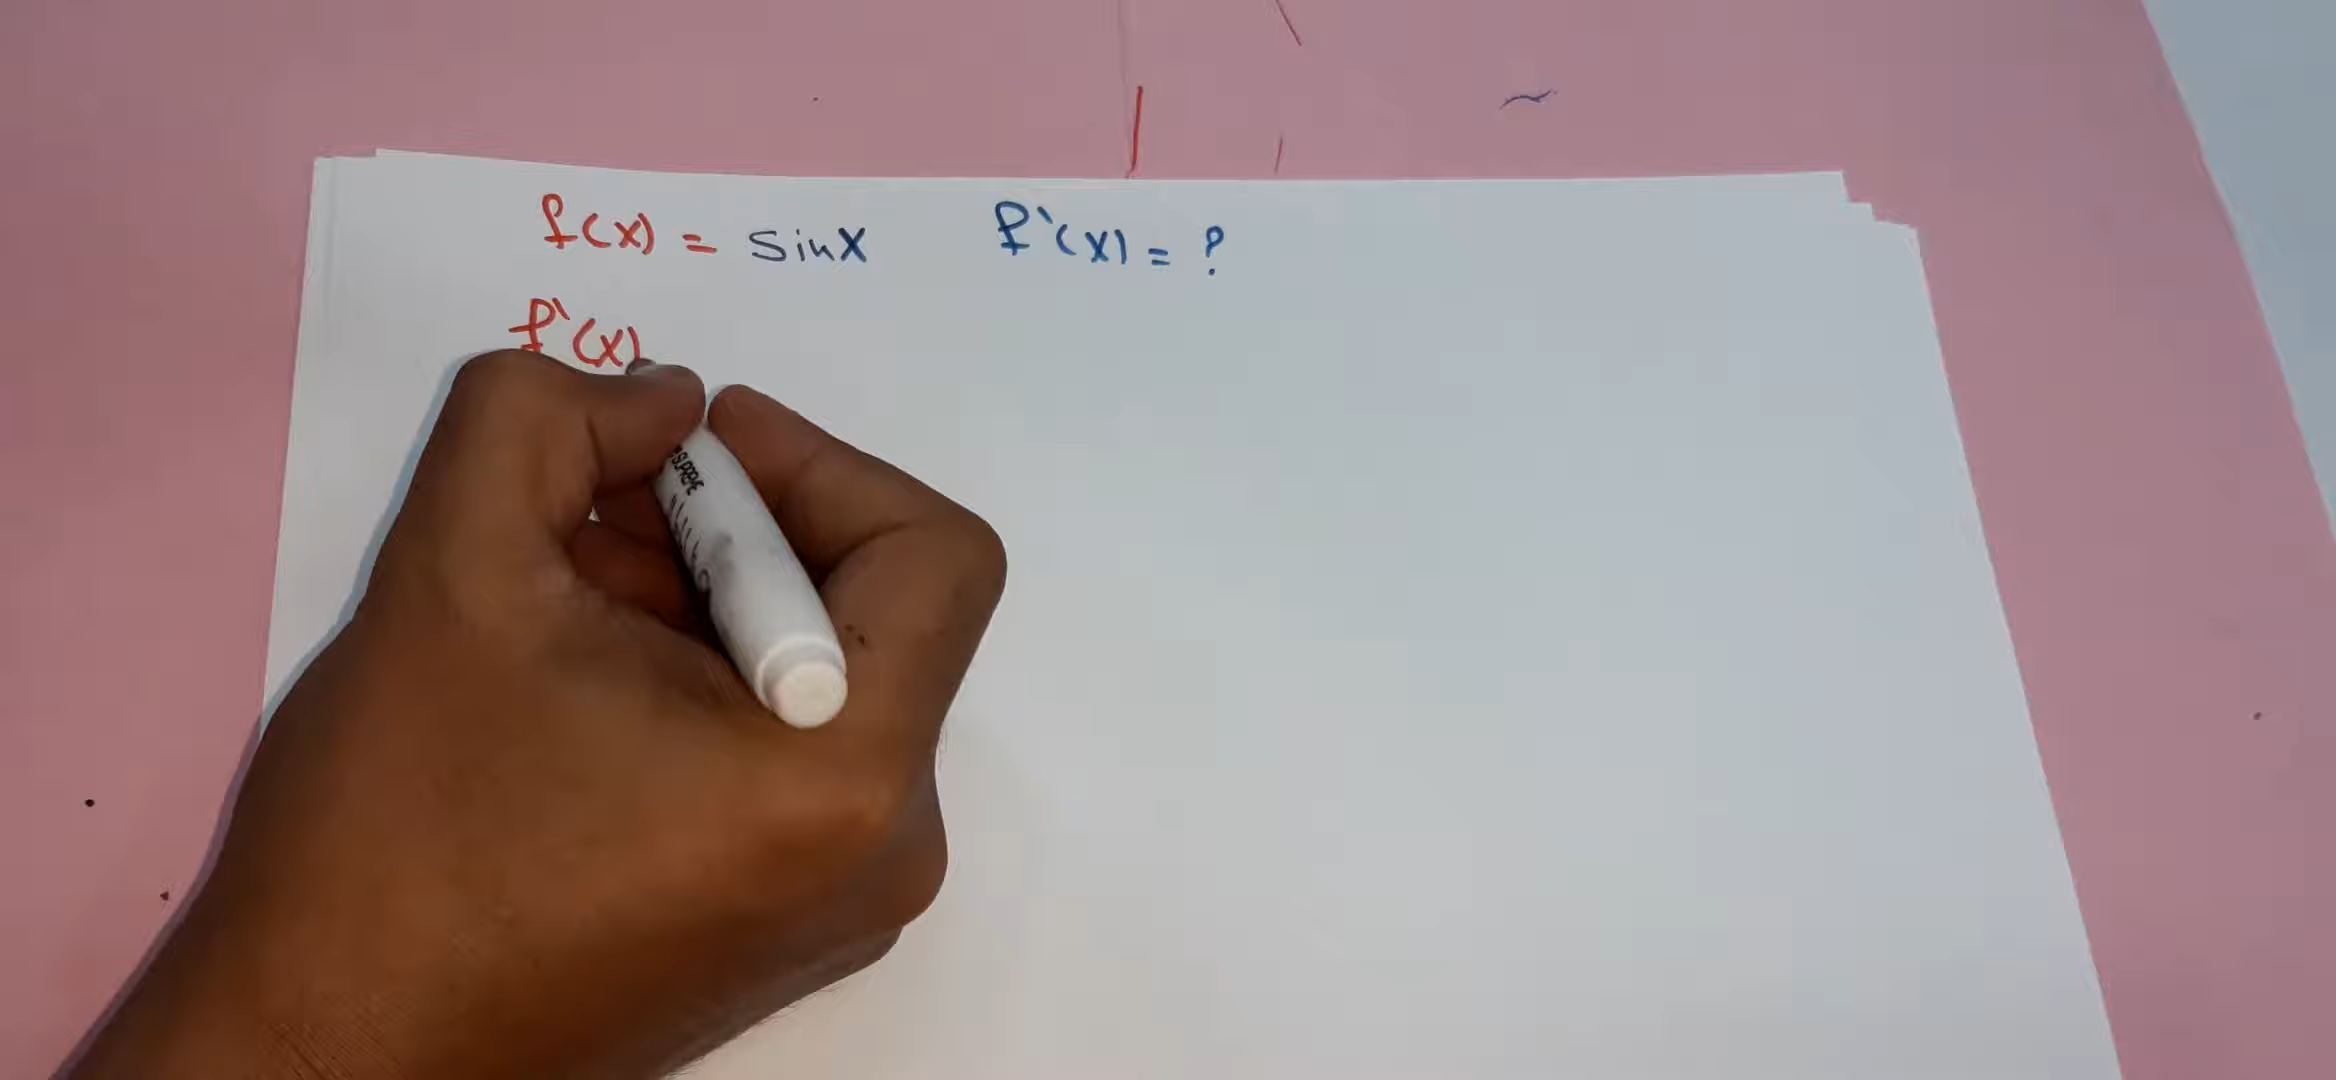 f(x) = sinx f'(x) = ?
f'(x)